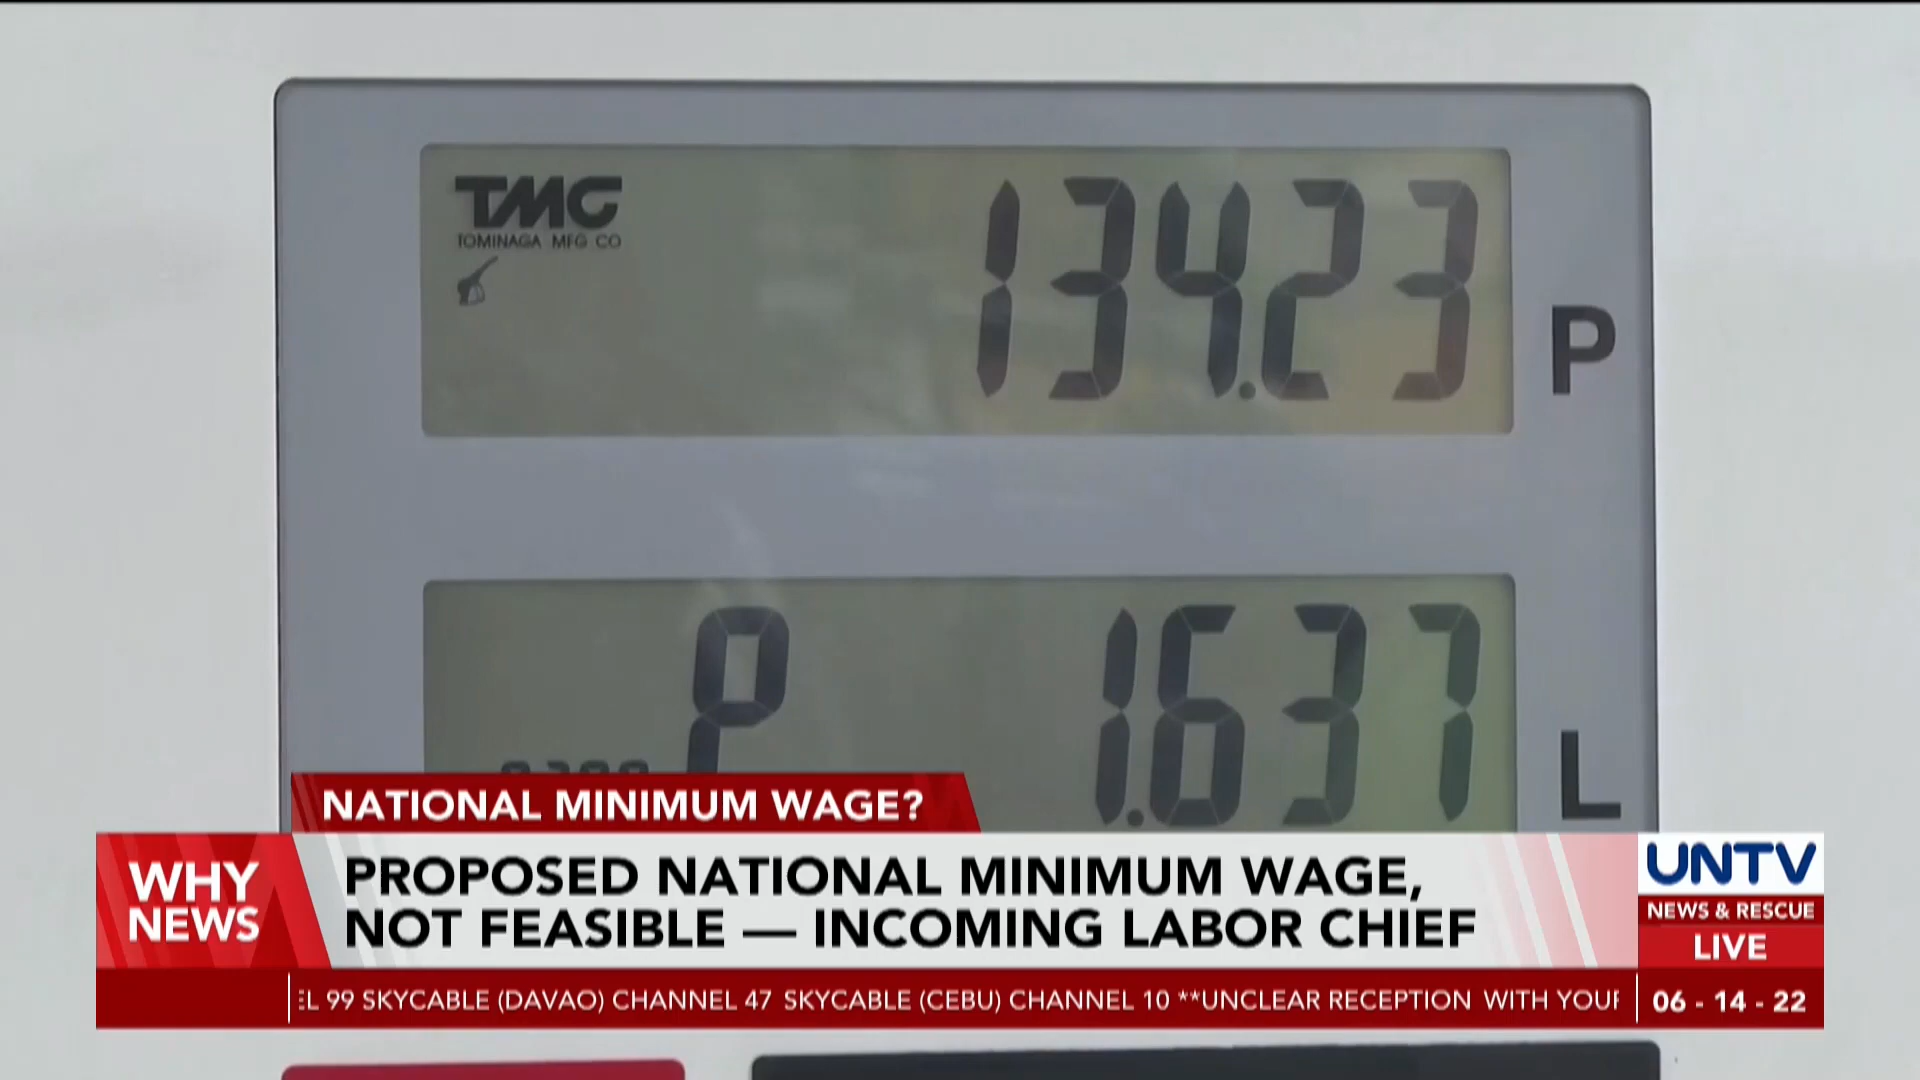 TMC
TOMINAGA MFG CO
134.23
P
P
1.637
L
NATIONAL MINIMUM WAGE?
WHY
NEWS
PROPOSED NATIONAL MINIMUM WAGE,
NOT FEASIBLE — INCOMING LABOR CHIEF
UNTV
NEWS & RESCUE
LIVE
EL 99 SKYCABLE (DAVAO) CHANNEL 47 SKYCABLE (CEBU) CHANNEL 10 **UNCLEAR RECEPTION WITH YOUR
06 - 14 - 22